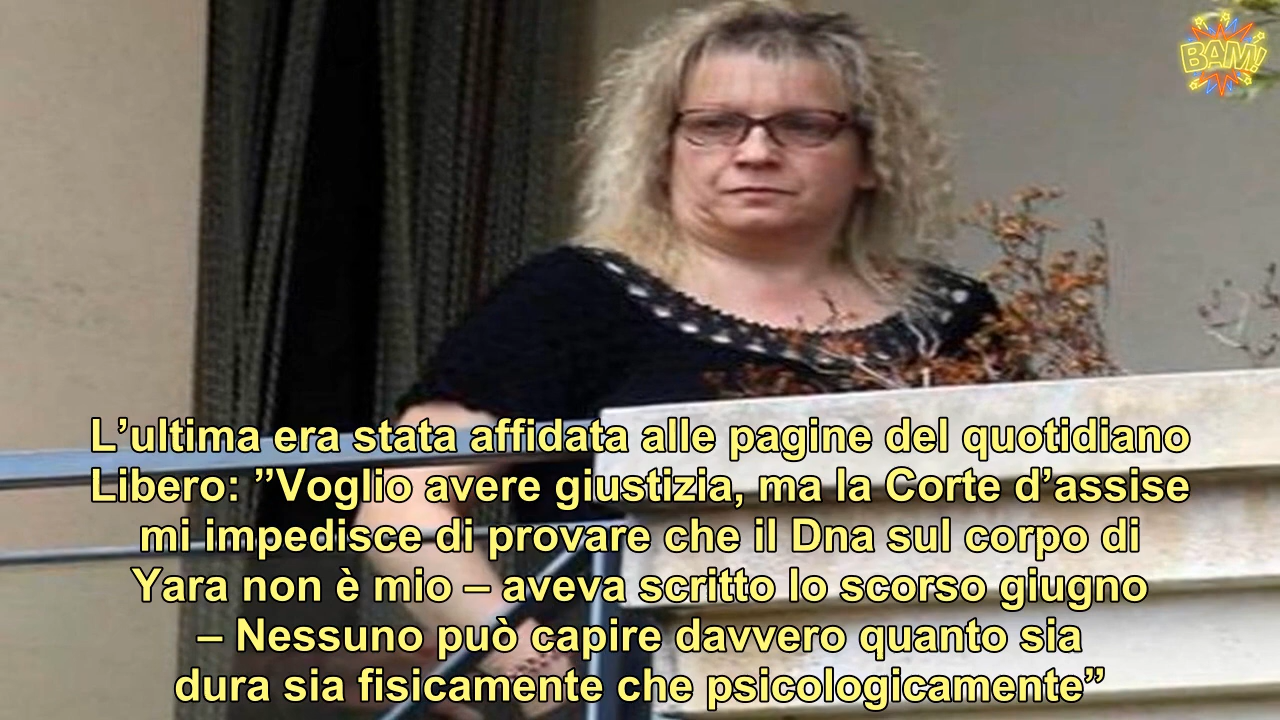 BAM!
L’ultima era stata affidata alle pagine del quotidiano
Libero: ”Voglio avere giustizia, ma la Corte d’assise
mi impedisce di provare che il Dna sul corpo di
Yara non è mio – aveva scritto lo scorso giugno
– Nessuno può capire davvero quanto sia
dura sia fisicamente che psicologicamente”